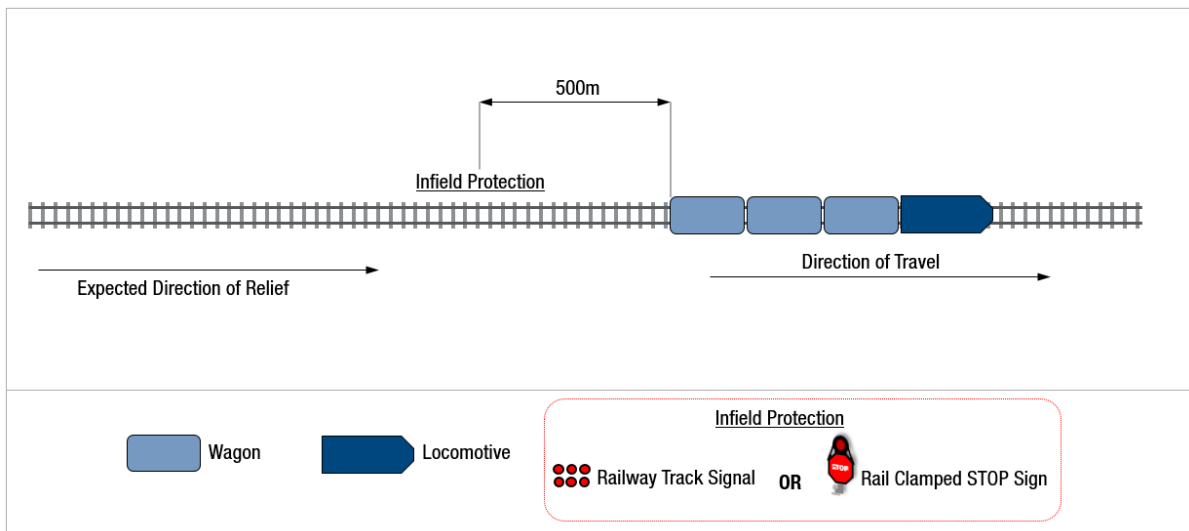 500m
Infield Protection
Expected Direction of Relief
Direction of Travel
Wagon
Locomotive
Infield Protection
Railway Track Signal
OR
STOP
Rail Clamped STOP Sign